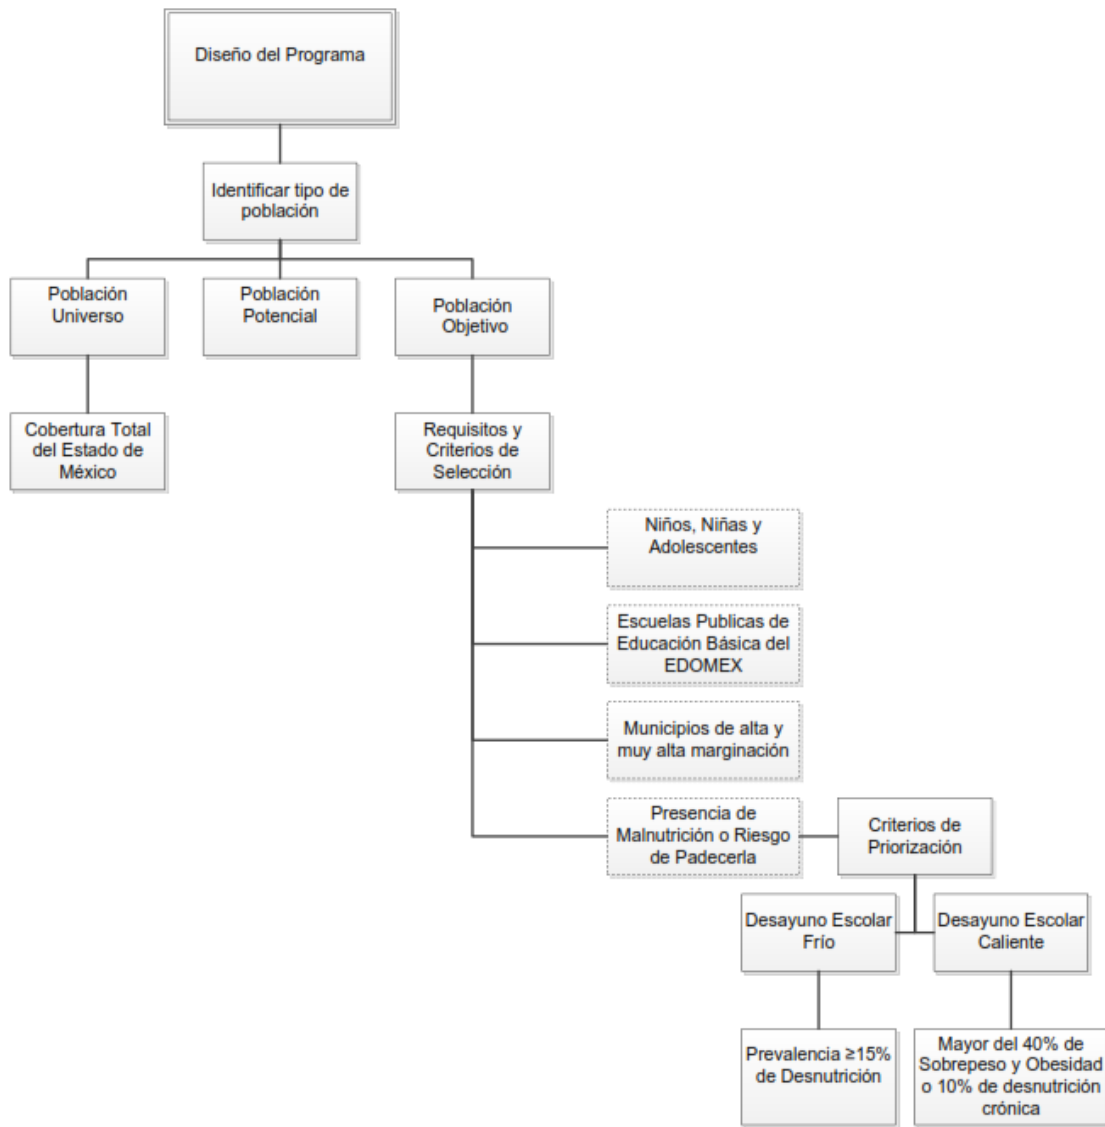 Diseño del Programa
Identificar tipo de
población
Población
Universo
Población
Potencial
Población
Objetivo
Cobertura Total
del Estado de
México
Requisitos y
Criterios de
Selección
Niños, Niñas y
Adolescentes
Escuelas Publicas de
Educación Básica del
EDOMEX
Municipios de alta y
muy alta marginación
Presencia de
Malnutrición o Riesgo
de Padecerla
Criterios de
Priorización
Desayuno Escolar
Frío
Desayuno Escolar
Caliente
Prevalencia ≥15%
de Desnutrición
Mayor del 40% de
Sobrepeso y Obesidad
o 10% de desnutrición
crónica